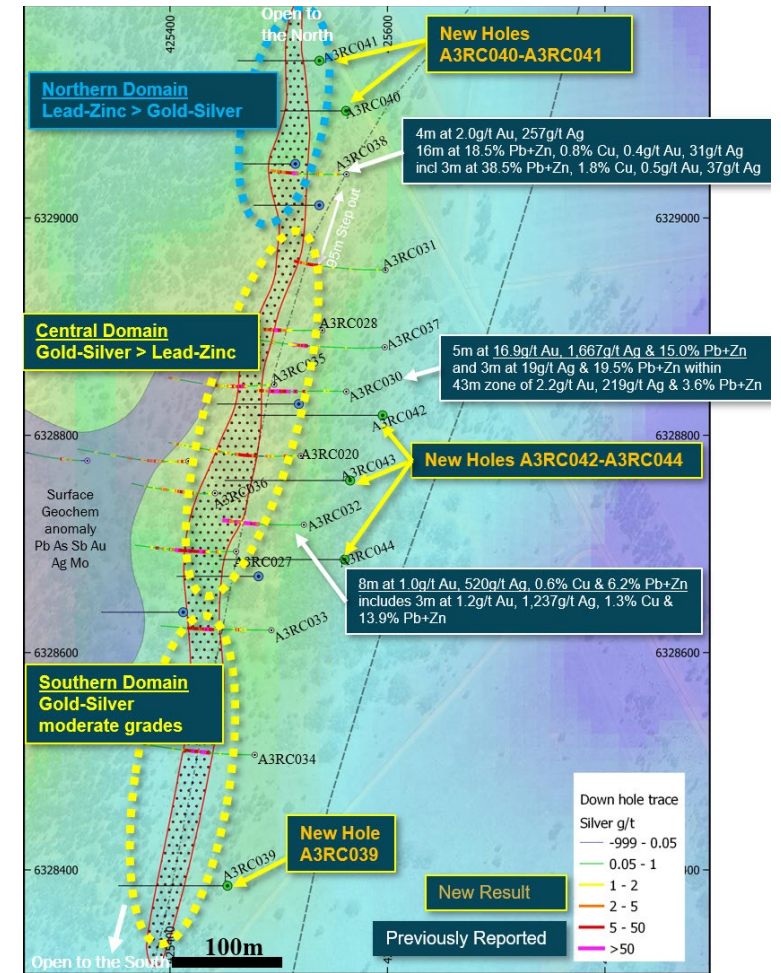 Open to
the North
425400
25600
A3RC041
New Holes
A3RC040-A3RC041
Northern Domain
Lead-Zinc > Gold-Silver
A3RC040
4m at 2.0g/t Au, 257g/t Ag
16m at 18.5% Pb+Zn, 0.8% Cu, 0.4g/t Au, 31g/t Ag
incl 3m at 38.5% Pb+Zn, 1.8% Cu, 0.5g/t Au, 37g/t Ag
A3RC038
6329000
6329000
95m Step out
A3RC031
Central Domain
Gold-Silver > Lead-Zinc
A3RC028
A3RC037
5m at 16.9g/t Au, 1,667g/t Ag & 15.0% Pb+Zn
and 3m at 19g/t Ag & 19.5% Pb+Zn within
43m zone of 2.2g/t Au, 219g/t Ag & 3.6% Pb+Zn
A3RC035
A3RC030
A3RC042
6328800
6328800
A3RC020
A3RC043
New Holes A3RC042-A3RC044
Surface
Geochem
anomaly
Pb As Sb Au
Ag Mo
A3RC036
A3RC032
A3RC044
A3RC027
8m at 1.0g/t Au, 520g/t Ag, 0.6% Cu & 6.2% Pb+Zn
includes 3m at 1.2g/t Au, 1,237g/t Ag, 1.3% Cu &
13.9% Pb+Zn
A3RC033
6328600
6328600
Southern Domain
Gold-Silver
moderate grades
A3RC034
New Hole
A3RC039
A3RC039
6328400
400
Down hole trace
Silver g/t
-999 - 0.05
0.05 - 1
1 - 2
2 - 5
5 - 50
>50
New Result
Previously Reported
Open to the South
100m